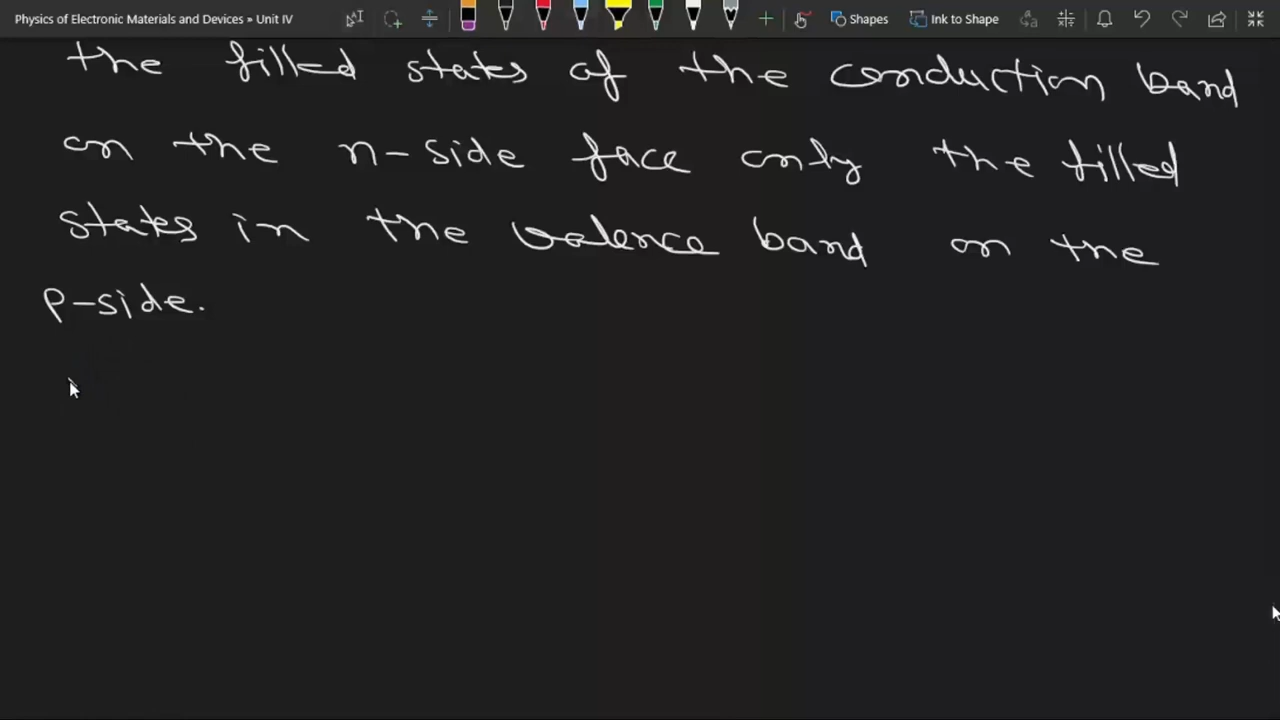 Physics of Electronic Materials and Devices » Unit IV
Shapes
Ink to Shape
the filled states of the conduction band
on the n-side face only the filled
states in the valence band on the
p-side.